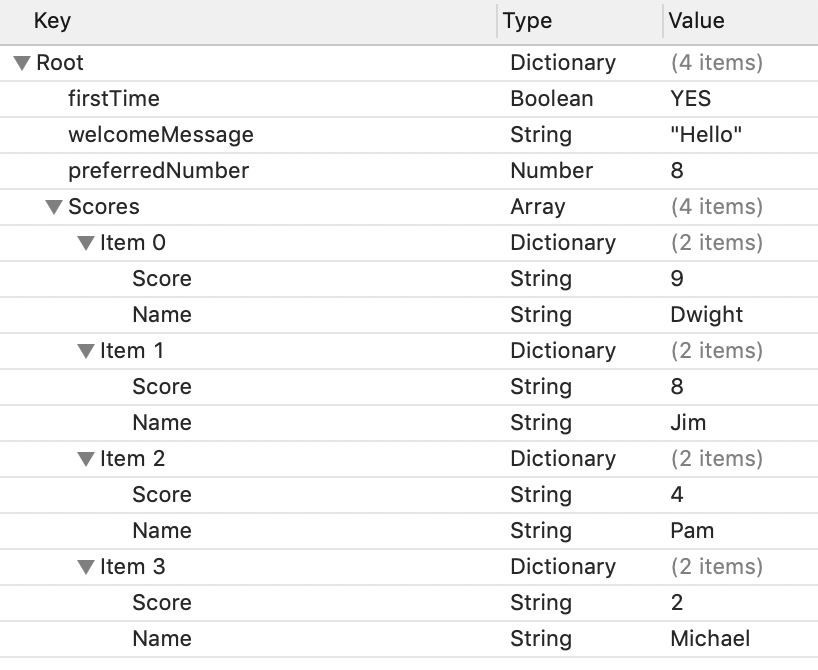 Key Type Value
Root Dictionary (4 items)
firstTime Boolean YES
welcomeMessage String "Hello"
preferredNumber Number 8
Scores Array (4 items)
Item 0 Dictionary (2 items)
Score String 9
Name String Dwight
Item 1 Dictionary (2 items)
Score String 8
Name String Jim
Item 2 Dictionary (2 items)
Score String 4
Name String Pam
Item 3 Dictionary (2 items)
Score String 2
Name String Michael